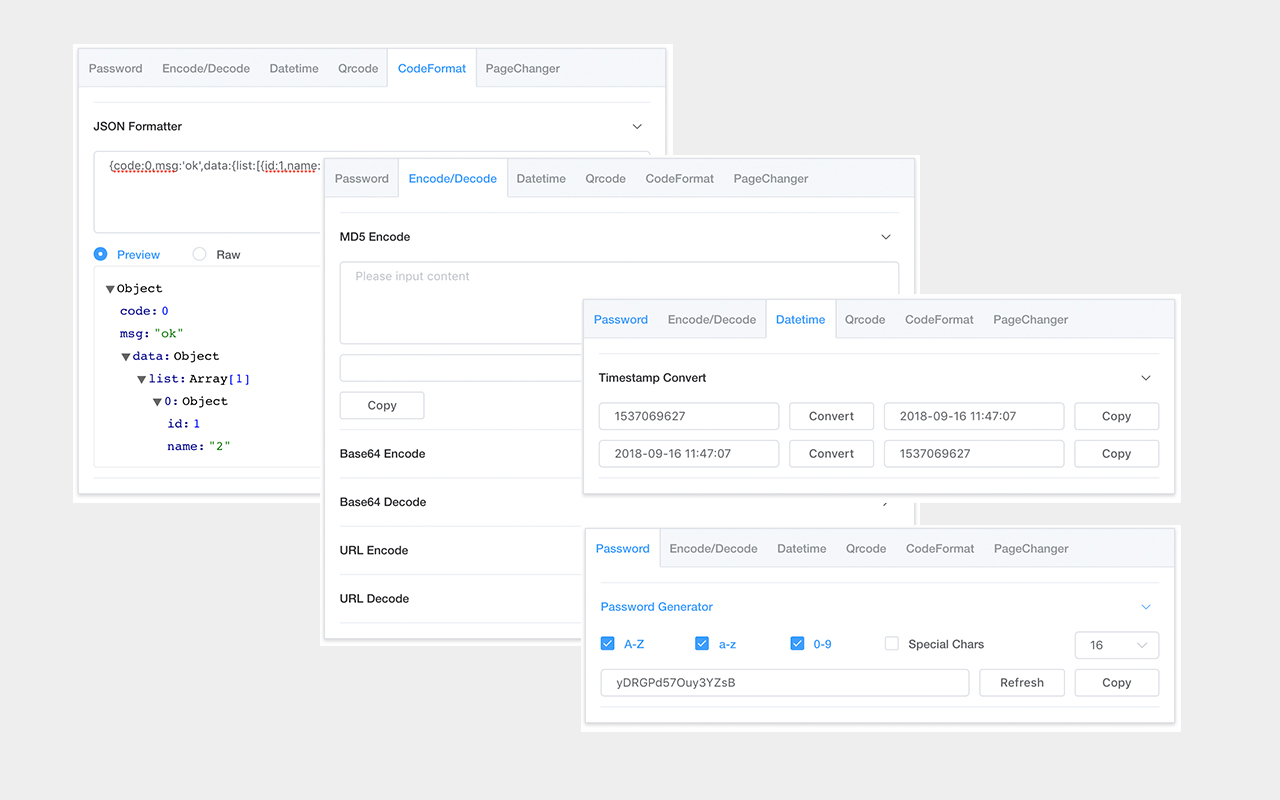 Password Encode/Decode Datetime Qrcode CodeFormat PageChanger
JSON Formatter
{code:0,msg:'ok',data:{list:[{id:1,name:
Preview Raw
Object
code: 0
msg: "ok"
data: Object
list: Array[1]
0: Object
id: 1
name: "2"
Password Encode/Decode Datetime Qrcode CodeFormat PageChanger
MD5 Encode
Please input content
Copy
Base64 Encode
Base64 Decode
URL Encode
URL Decode
Password Encode/Decode Datetime Qrcode CodeFormat PageChanger
Timestamp Convert
1537069627 Convert 2018-09-16 11:47:07 Copy
2018-09-16 11:47:07 Convert 1537069627 Copy
Password Encode/Decode Datetime Qrcode CodeFormat PageChanger
Password Generator
A-Z a-z 0-9 Special Chars 16
yDRGPd57Ouy3YZsB Refresh Copy